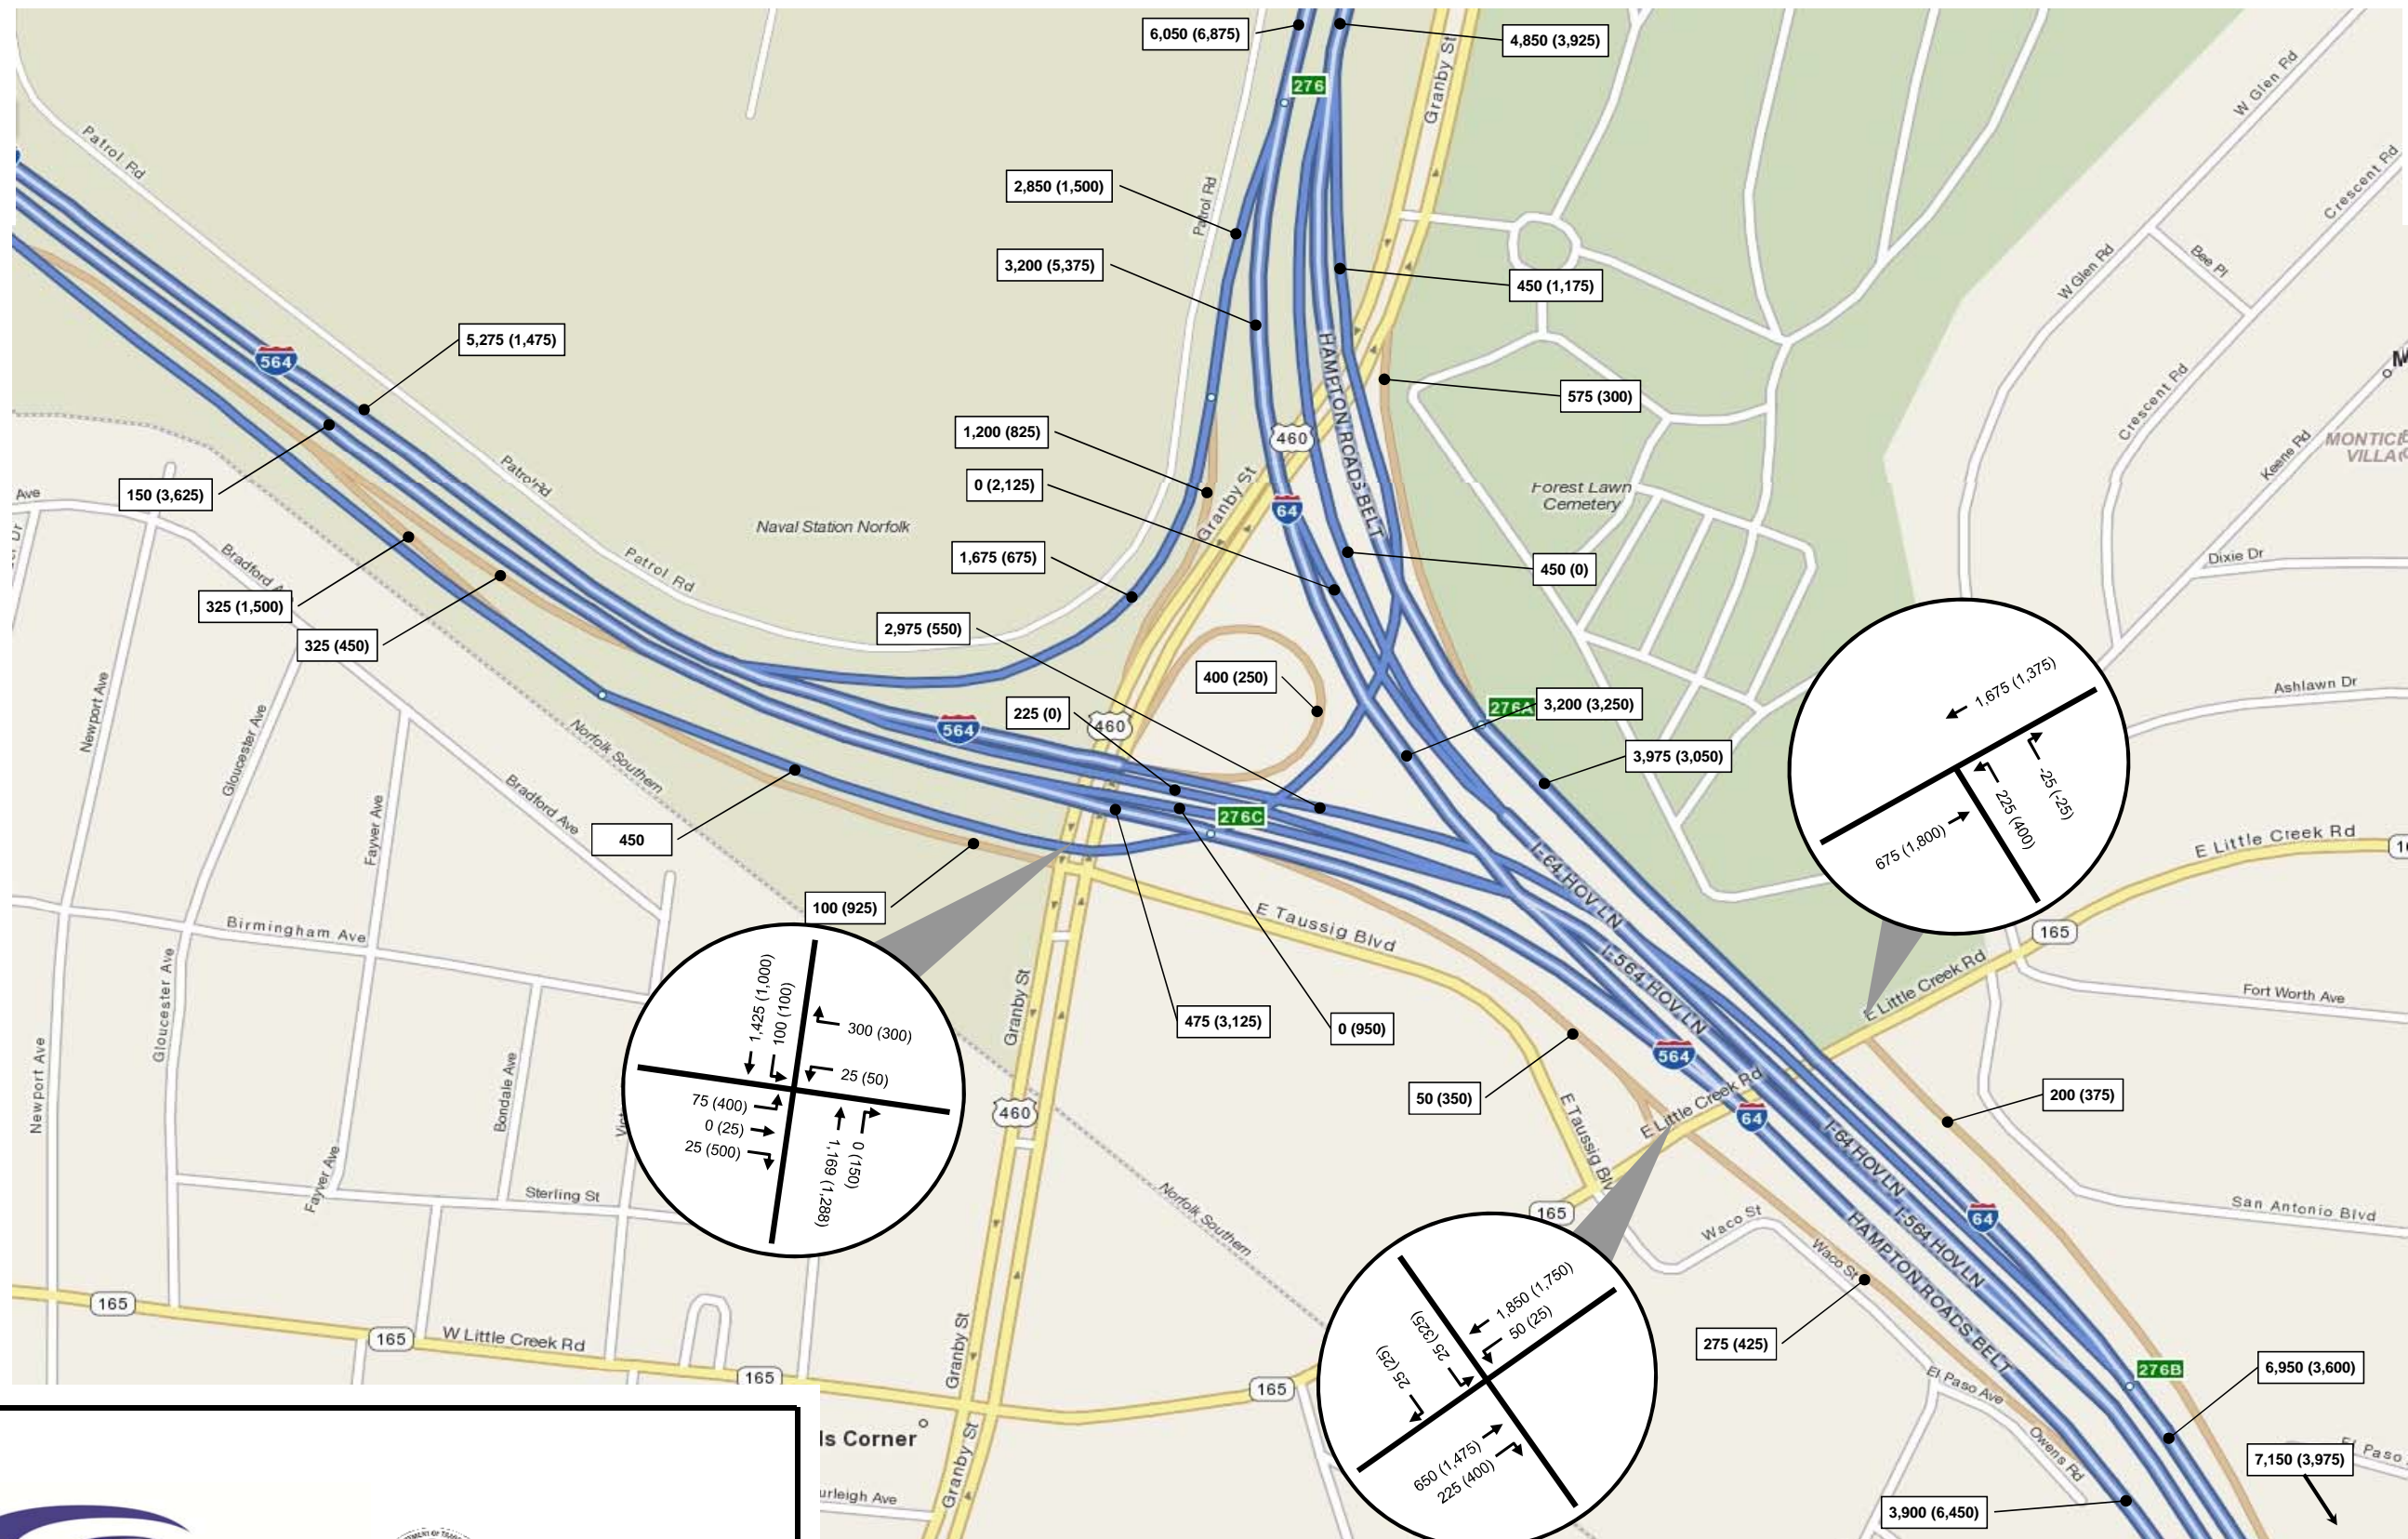 6,050 (6,875)
4,850 (3,925)
276
Granby St
W Glen Rd
Patrol Rd
2,850 (1,500)
Patrol Rd
Crescent Rd
3,200 (5,375)
450 (1,175)
W Glen Rd
Bee Pl
5,275 (1,475)
564
HAMPTON ROADS BELT
575 (300)
Crescent Rd
Keene Rd
1,200 (825)
460
150 (3,625)
Ave
Patrol Rd
0 (2,125)
Granby St
64
Forest Lawn
Cemetery
Naval Station Norfolk
325 (1,500)
Bradford
Patrol Rd
1,675 (675)
450 (0)
Dixie Dr
325 (450)
2,975 (550)
400 (250)
Newport Ave
Gloucester Ave
Norfolk Southern
564
225 (0)
460
276A
3,200 (3,250)
1,675 (1,375)
Ashlawn Dr
3,975 (3,050)
-25 (-25)
225 (400)
675 (1,800)
Fayver Ave
Bradford Ave
450
276C
I-64 HOV LN
E Little Creek Rd
100 (925)
Birmingham Ave
E Taussig Blvd
165
Gloucester Ave
1,425 (1,000)
100 (100)
300 (300)
25 (50)
75 (400)
0 (25)
25 (500)
1,169 (1,288)
0 (150)
Granby St
475 (3,125)
0 (950)
I-564 HOV LN
E Little Creek Rd
Fort Worth Ave
Newport Ave
Bondale Ave
564
50 (350)
E Little Creek Rd
64
200 (375)
460
E Taussig Blv
I-64 HOV LN
Fayver Ave
Sterling St
Norfolk Southern
165
Waco St
Waco St
64
San Antonio Blvd
I-564 HOV LN
HAMPTON ROADS BELT
165
165
W Little Creek Rd
165
Granby St
165
1,850 (1,750)
50 (25)
25 (325)
25 (25)
650 (1,475)
225 (400)
275 (425)
276B
6,950 (3,600)
El Paso Ave
ls Corner
Granby St
Owens Rd
El Paso
7,150 (3,975)
urleigh Ave
3,900 (6,450)